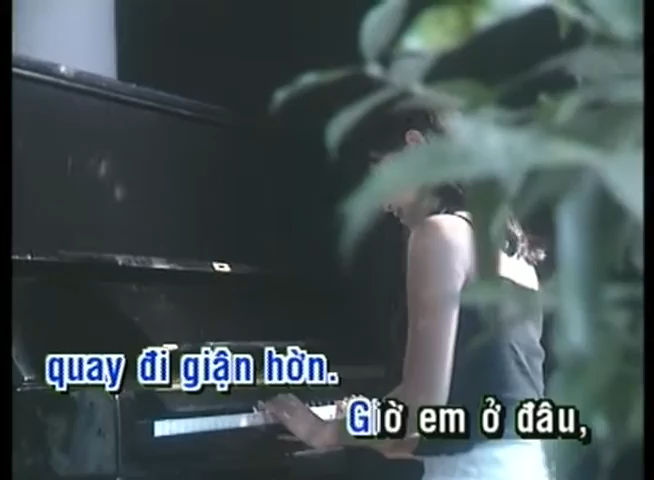 quay đi giận hờn.
Giờ em ở đâu,